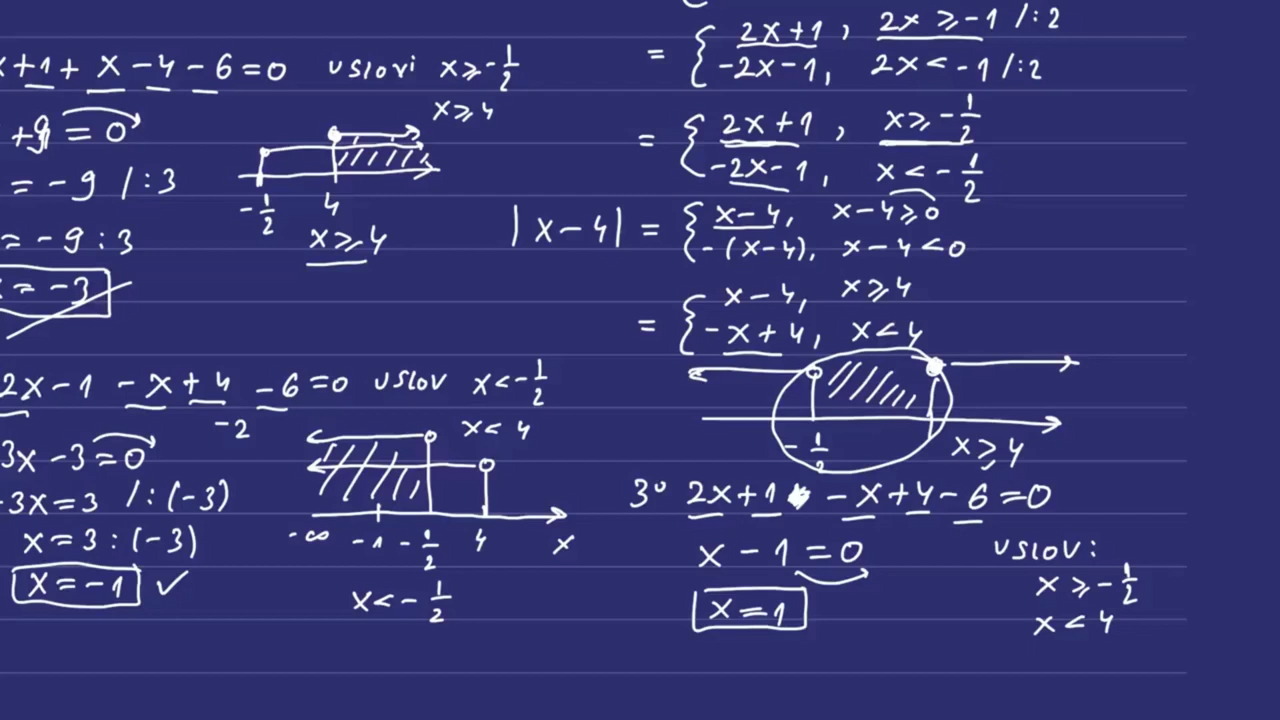 x+1+x-4-6=0 uslovi x≥-1/2
x≥4
+9=0
=-9 /:3
-1/2 4
=-9:3
x≥4
x=-3
2x-1-x+4-6=0 uslov x<-1/2
-2 x<4
3x-3=0
-3x=3 /:(-3)
x=3:(-3)
-∞ -1 -1/2 4 x
x=-1 ✓
x<-1/2
= { 2x+1, 2x≥-1 /:2
-2x-1, 2x<-1 /:2
= { 2x+1, x≥-1/2
-2x-1, x<-1/2
|x-4| = { x-4, x-4≥0
-(x-4), x-4<0
= { x-4, x≥4
-x+4, x<4
-1/2 x≥4
3° 2x+1-x+4-6=0
x-1=0 uslov:
x≥-1/2
x=1
x<4